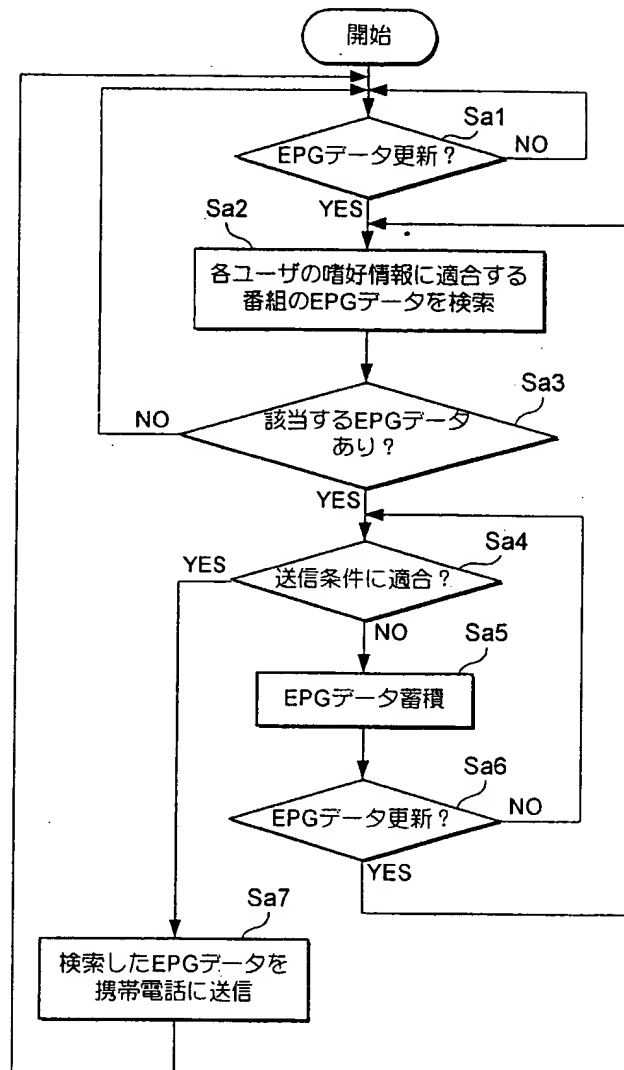 開始
Sa1
EPGデータ更新?
NO
YES
Sa2
各ユーザの嗜好情報に適合する
番組のEPGデータを検索
Sa3
該当するEPGデータ
あり?
NO
YES
Sa4
送信条件に適合?
YES
NO
Sa5
EPGデータ蓄積
Sa6
EPGデータ更新?
NO
YES
Sa7
検索したEPGデータを
携帯電話に送信